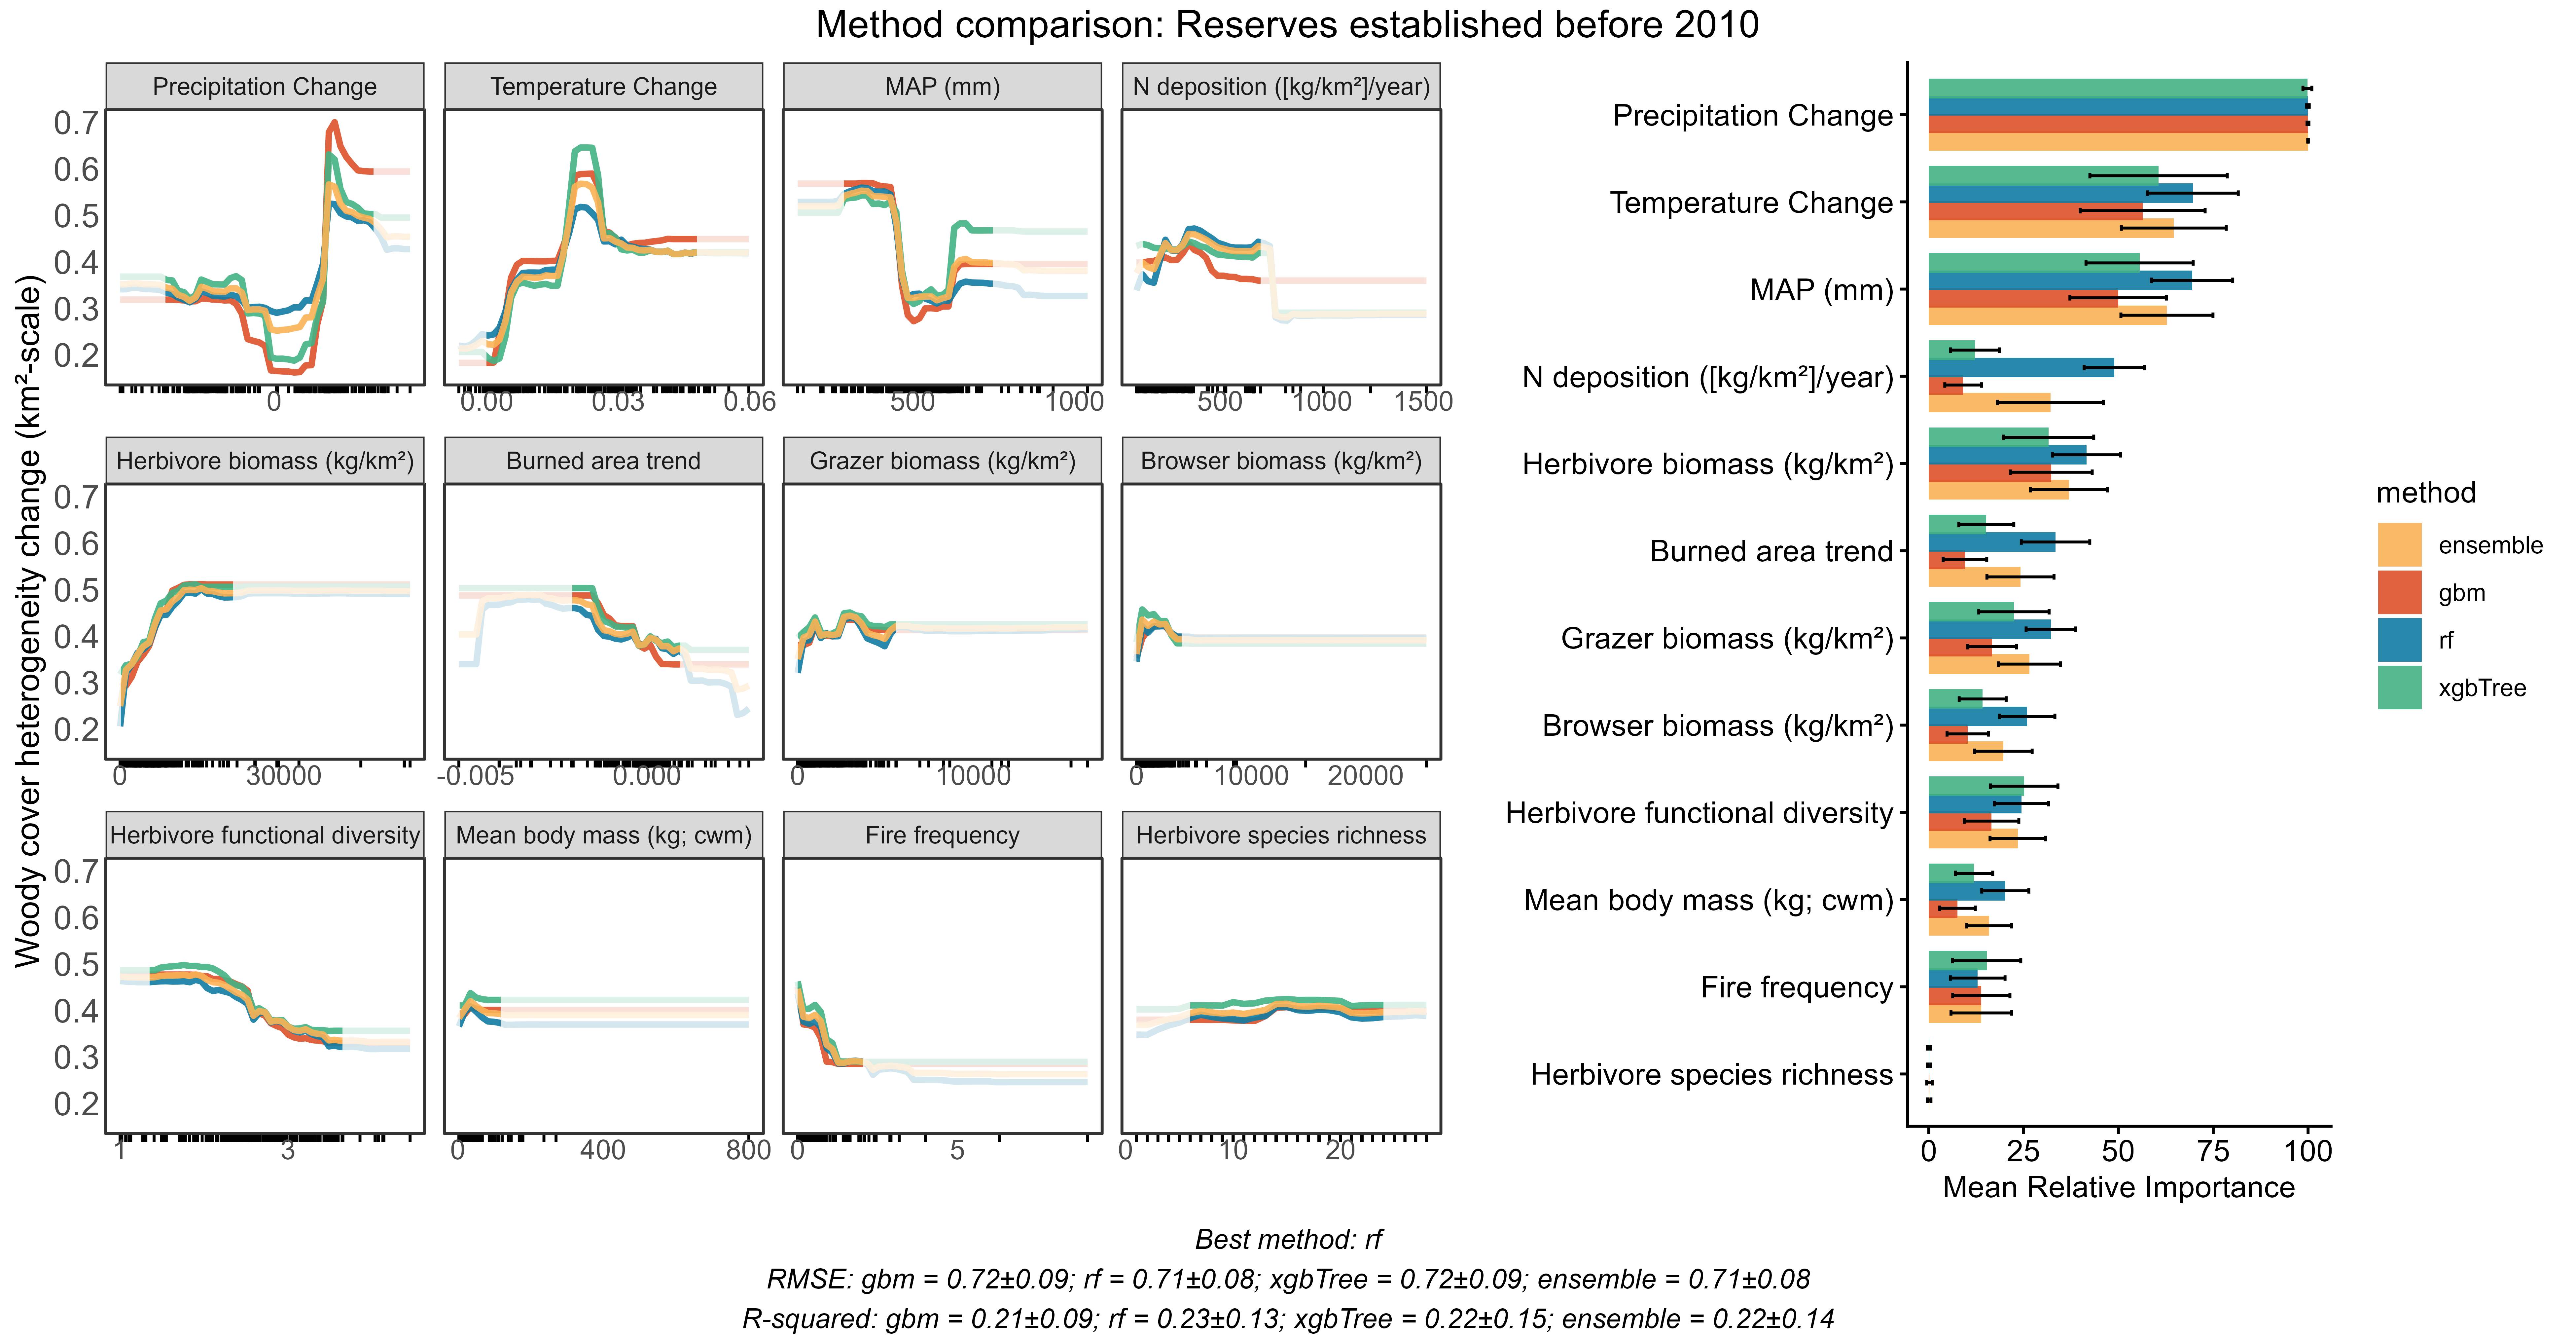 Method comparison: Reserves established before 2010
Woody cover heterogeneity change (km²-scale)
Precipitation Change
Temperature Change
MAP (mm)
N deposition ([kg/km²]/year)
0.7
0.6
0.5
0.4
0.3
0.2
0
0.00 0.03 0.06
500 1000
500 1000 1500
Herbivore biomass (kg/km²)
Burned area trend
Grazer biomass (kg/km²)
Browser biomass (kg/km²)
0.7
0.6
0.5
0.4
0.3
0.2
0 30000
-0.005 0.000
0 10000
0 10000 20000
Herbivore functional diversity
Mean body mass (kg; cwm)
Fire frequency
Herbivore species richness
0.7
0.6
0.5
0.4
0.3
0.2
1 3
0 400 800
0 5
0 10 20
Precipitation Change
Temperature Change
MAP (mm)
N deposition ([kg/km²]/year)
Herbivore biomass (kg/km²)
Burned area trend
Grazer biomass (kg/km²)
Browser biomass (kg/km²)
Herbivore functional diversity
Mean body mass (kg; cwm)
Fire frequency
Herbivore species richness
0 25 50 75 100
Mean Relative Importance
method
ensemble
gbm
rf
xgbTree
Best method: rf
RMSE: gbm = 0.72±0.09; rf = 0.71±0.08; xgbTree = 0.72±0.09; ensemble = 0.71±0.08
R-squared: gbm = 0.21±0.09; rf = 0.23±0.13; xgbTree = 0.22±0.15; ensemble = 0.22±0.14